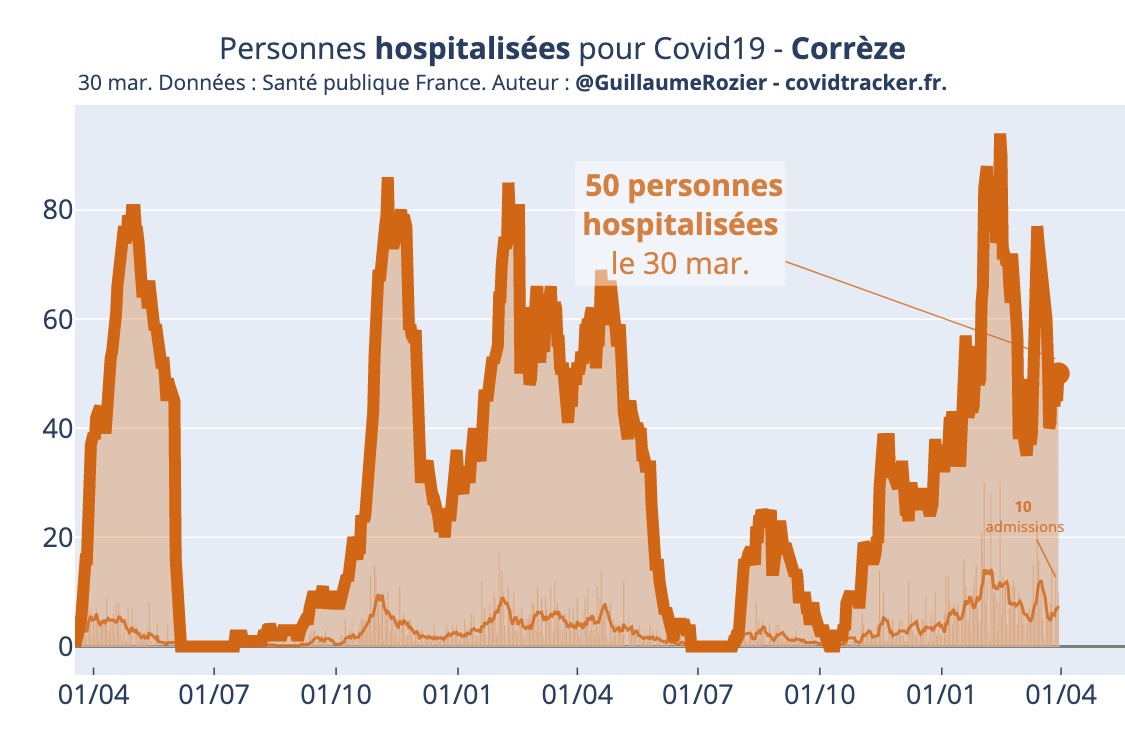 Personnes hospitalisées pour Covid19 - Corrèze
30 mar. Données : Santé publique France. Auteur : @GuillaumeRozier - covidtracker.fr.
50 personnes
hospitalisées
le 30 mar.
80
60
40
20
0
10
admissions
01/04 01/07 01/10 01/01 01/04 01/07 01/10 01/01 01/04